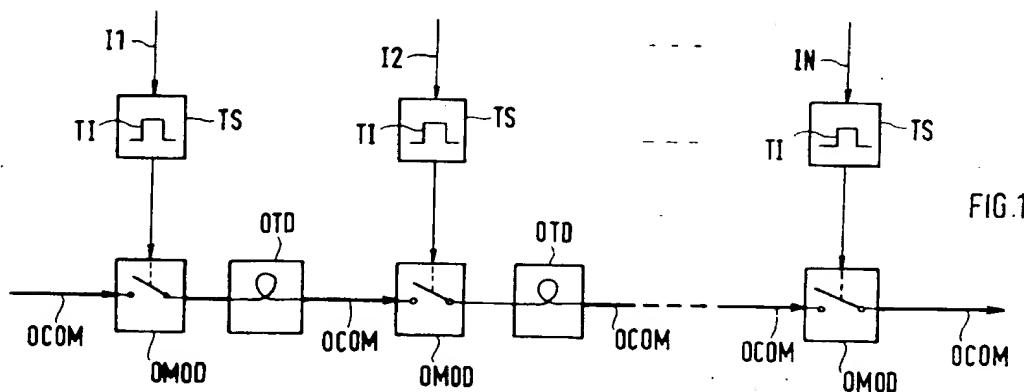 I1 I2 IN
TI TS TI TS TI TS
FIG.1
OTD OTD
OCOM OCOM OCOM OCOM OCOM
OMOD OMOD OMOD